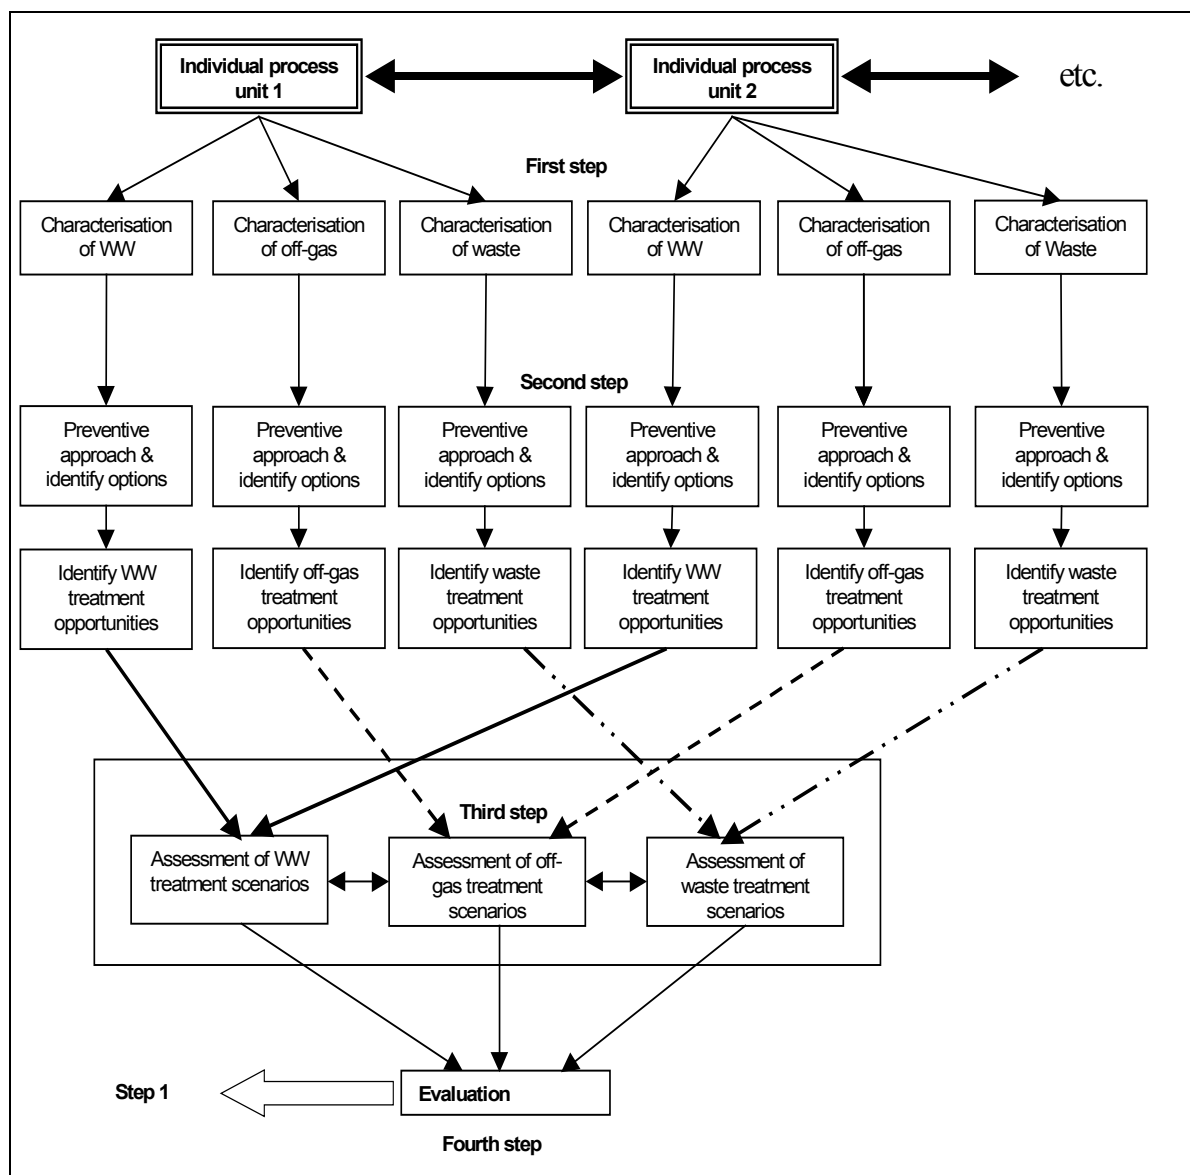 Individual process
unit 1
Individual process
unit 2
etc.
First step
Characterisation
of WW
Characterisation
of off-gas
Characterisation
of waste
Characterisation
of WW
Characterisation
of off-gas
Characterisation
of Waste
Second step
Preventive
approach &
identify options
Preventive
approach &
identify options
Preventive
approach &
identify options
Preventive
approach &
identify options
Preventive
approach &
identify options
Preventive
approach &
identify options
Identify WW
treatment
opportunities
Identify off-gas
treatment
opportunities
Identify waste
treatment
opportunities
Identify WW
treatment
opportunities
Identify off-gas
treatment
opportunities
Identify waste
treatment
opportunities
Third step
Assessment of WW
treatment scenarios
Assessment of off-
gas treatment
scenarios
Assessment of
waste treatment
scenarios
Step 1
Evaluation
Fourth step